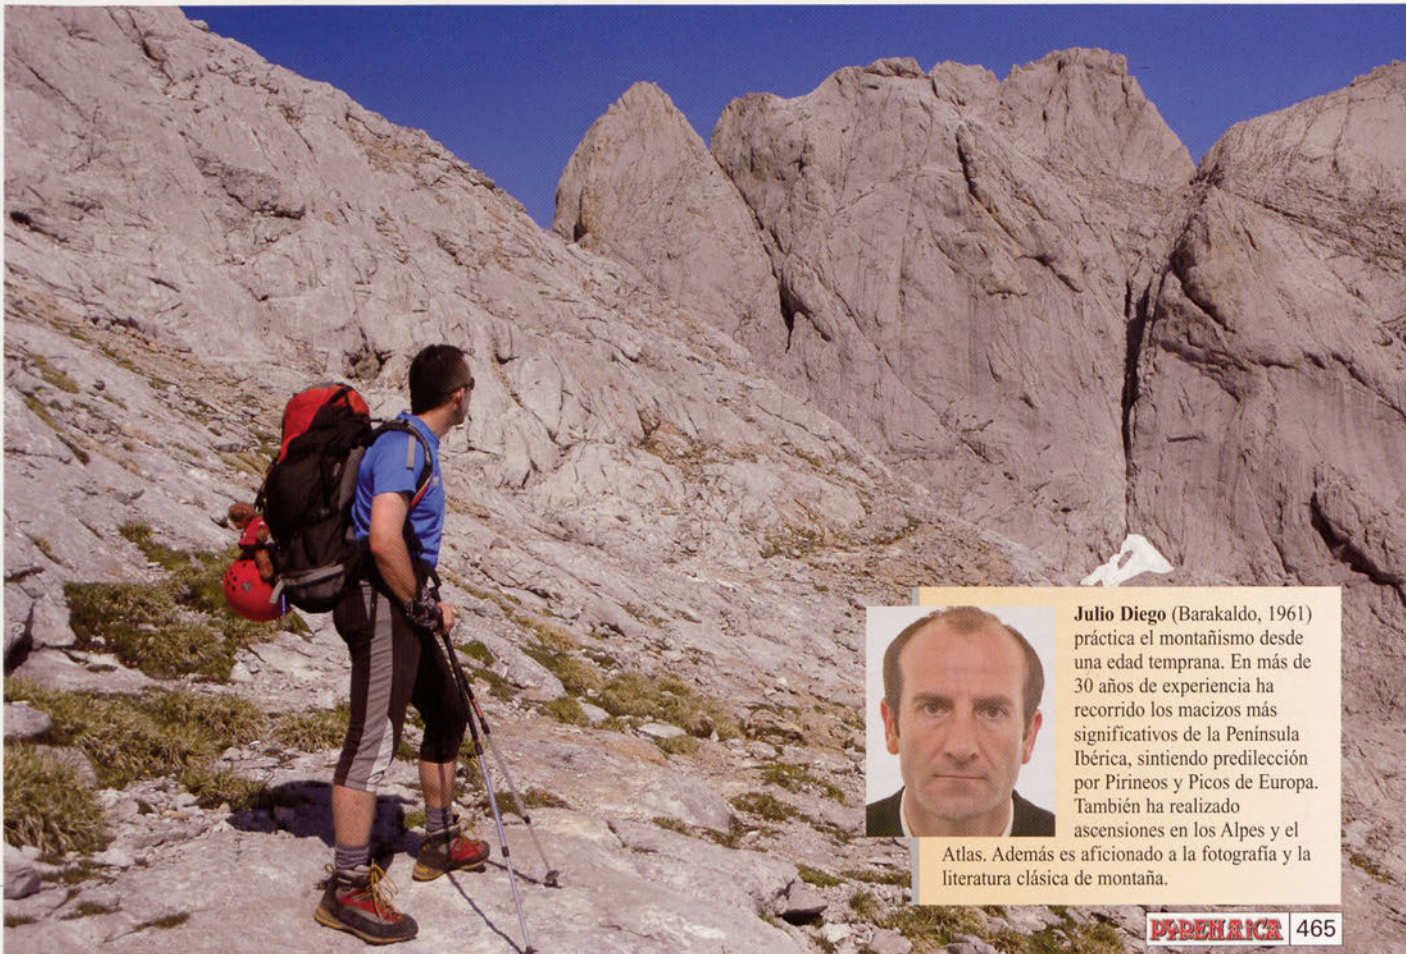 Julio Diego (Barakaldo, 1961)
práctica el montañismo desde
una edad temprana. En más de
30 años de experiencia ha
recorrido los macizos más
significativos de la Península
Ibérica, sintiendo predilección
por Pirineos y Picos de Europa.
También ha realizado
ascensiones en los Alpes y el
Atlas. Además es aficionado a la fotografía y la
literatura clásica de montaña.
PYRENAICA 465